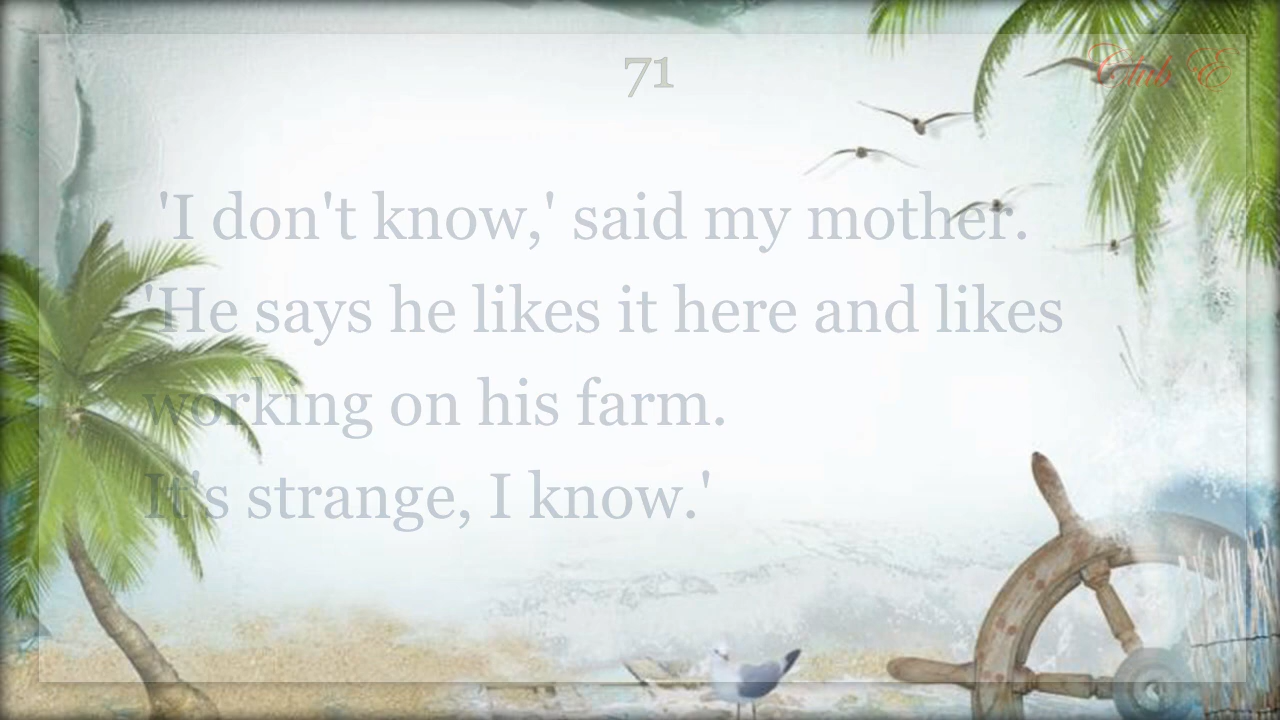 71
Club E
'I don't know,' said my mother.
'He says he likes it here and likes
working on his farm.
It's strange, I know.'